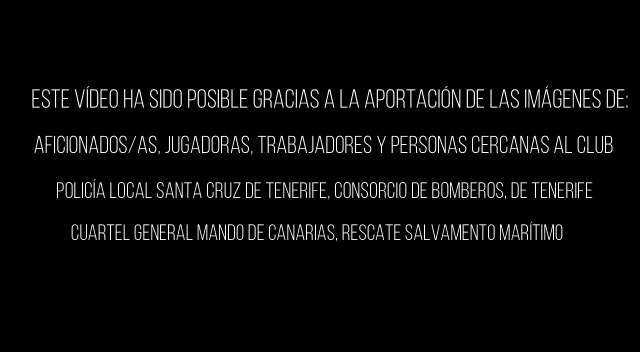 ESTE VÍDEO HA SIDO POSIBLE GRACIAS A LA APORTACIÓN DE LAS IMÁGENES DE:
AFICIONADOS/AS, JUGADORAS, TRABAJADORES Y PERSONAS CERCANAS AL CLUB
POLICÍA LOCAL SANTA CRUZ DE TENERIFE, CONSORCIO DE BOMBEROS, DE TENERIFE
CUARTEL GENERAL MANDO DE CANARIAS, RESCATE SALVAMENTO MARÍTIMO